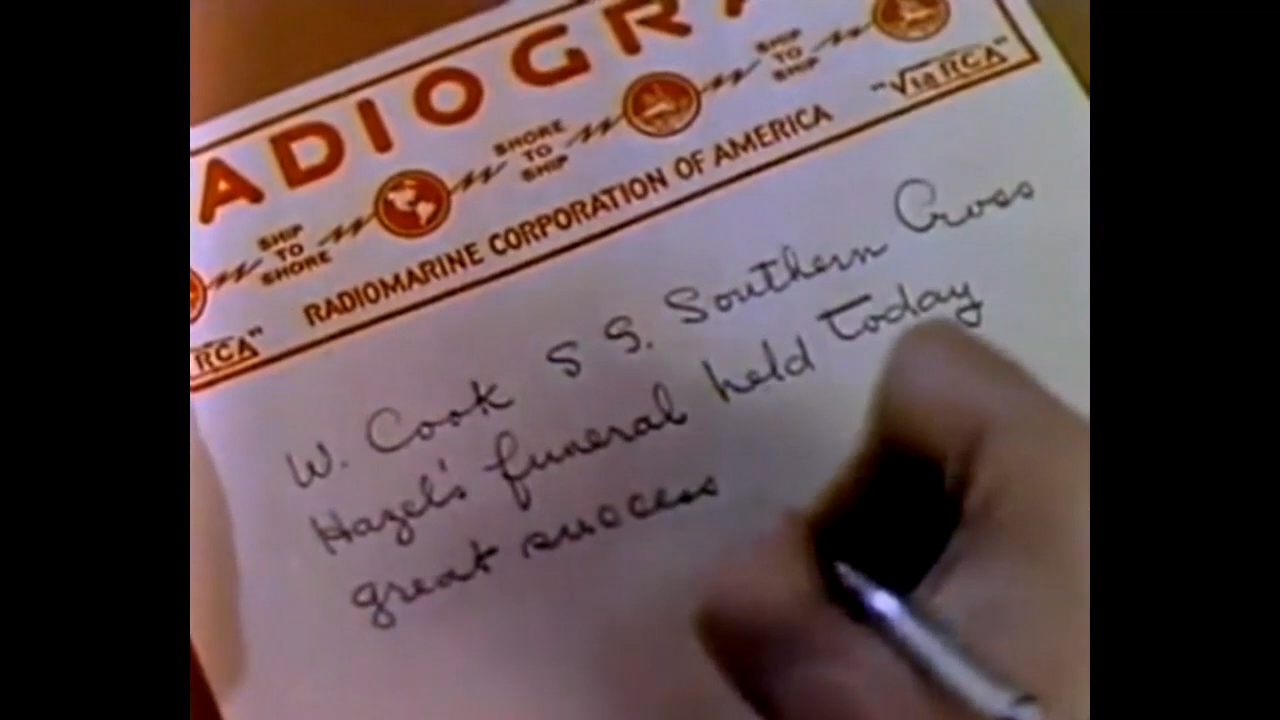 ADIOGRA
SHIP TO SHORE
SHORE TO SHIP
SHIP TO SHIP
RADIOMARINE CORPORATION OF AMERICA
RCA"
"VIA RCA"
W. Cook S S. Southern Cross
Hazel's funeral held today
great success